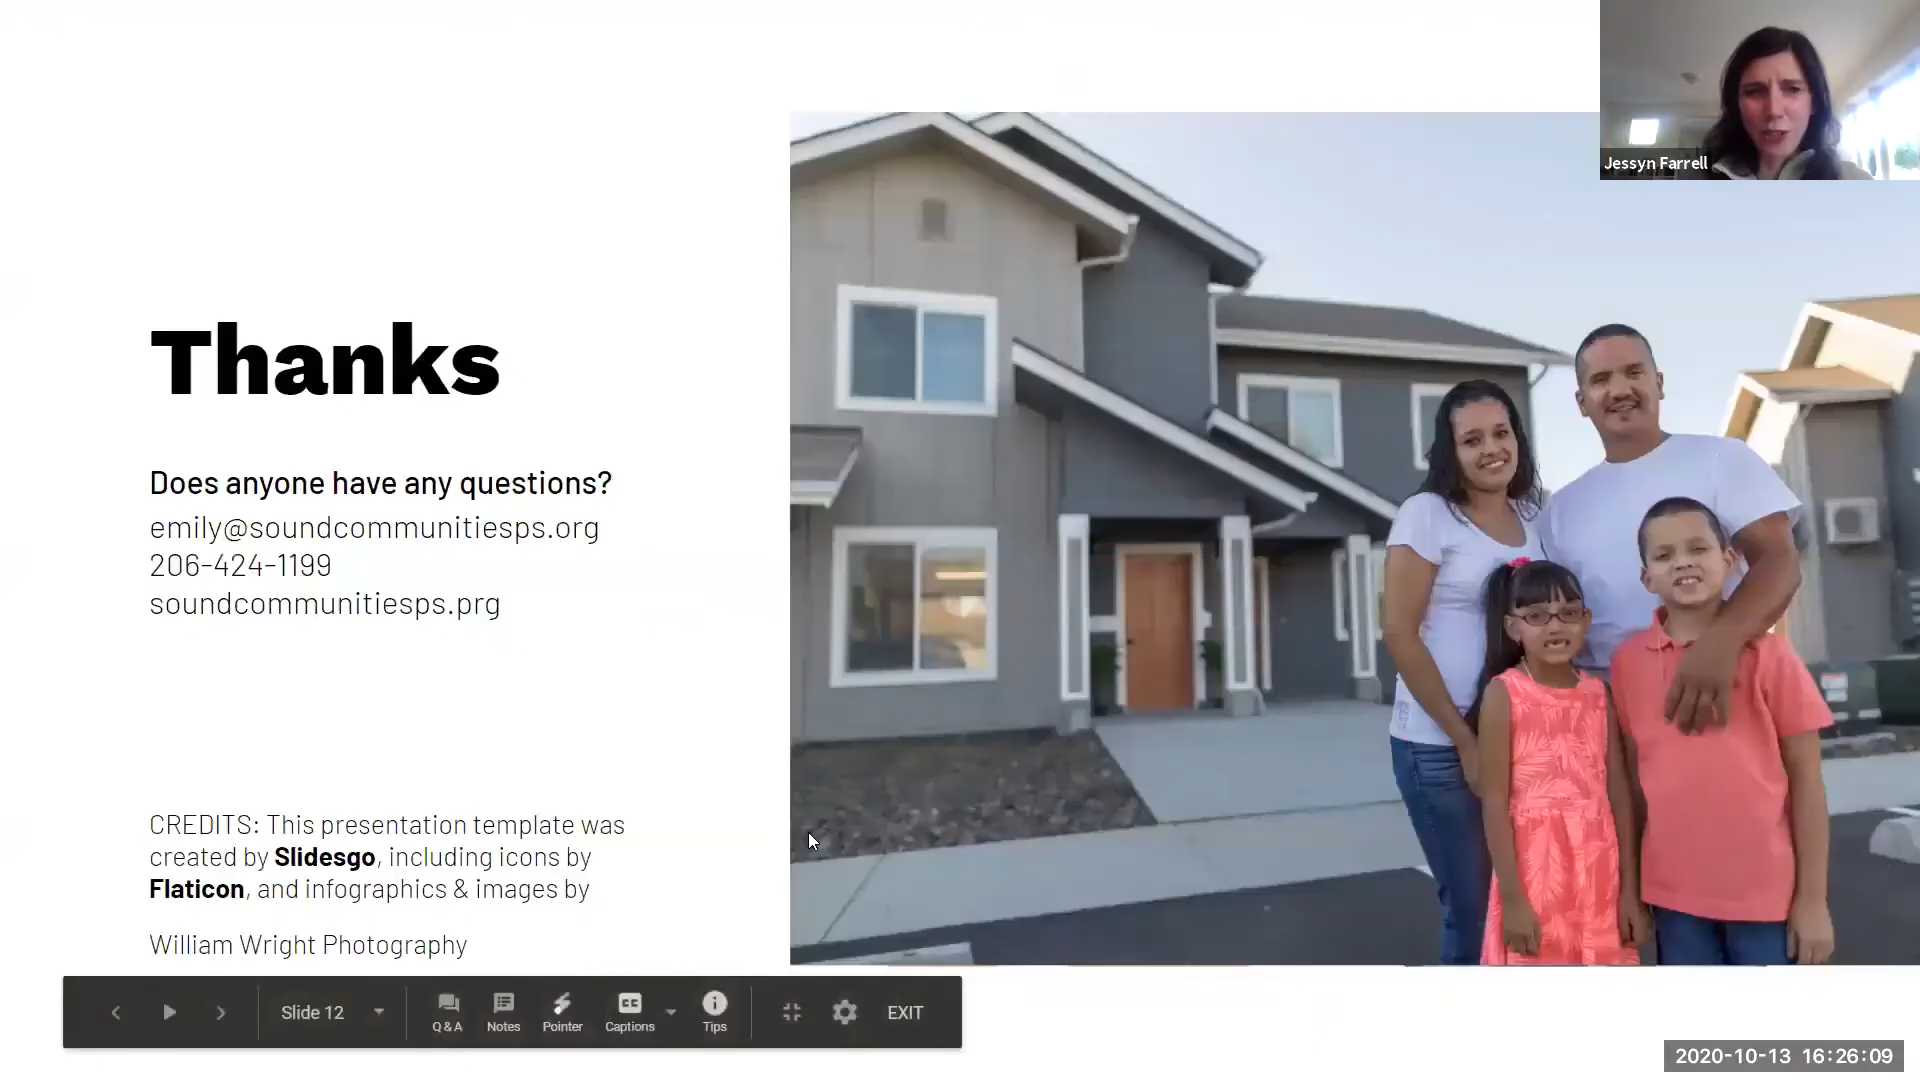 Jessyn Farrell
Thanks
Does anyone have any questions?
emily@soundcommunitiesps.org
206-424-1199
soundcommunitiesps.prg
CREDITS: This presentation template was
created by Slidesgo, including icons by
Flaticon, and infographics & images by
William Wright Photography
Slide 12
Q & A
Notes
Pointer
CC
Captions
Tips
EXIT
2020-10-13 16:26:09